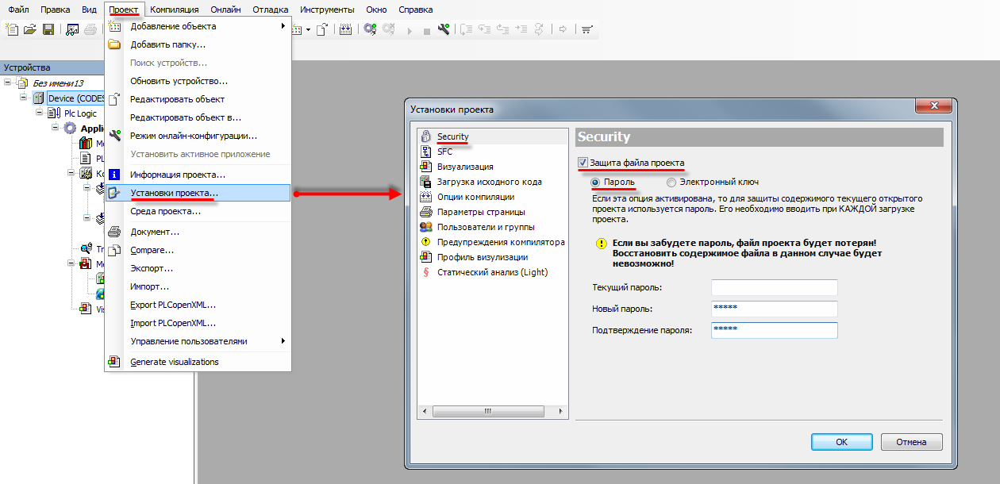 Файл Правка Вид Проект Компиляция Онлайн Отладка Инструменты Окно Справка
Устройства
Без имени13
Device (CODES
Plc Logic
Appli
Me
PL
Ко
Tr
Ме
Vis
Добавление объекта
Добавить папку...
Поиск устройств...
Обновить устройство...
Редактировать объект
Редактировать объект в...
Режим онлайн-конфигурации...
Установить активное приложение
Информация проекта...
Установки проекта...
Среда проекта...
Документ...
Compare...
Экспорт...
Импорт...
Export PLCopenXML...
Import PLCopenXML...
Управление пользователями
Generate visualizations
Установки проекта
Security
SFC
Визуализация
Загрузка исходного кода
Опции компиляции
Параметры страницы
Пользователи и группы
Предупреждения компилятора
Профиль визулизации
Статический анализ (Light)
Security
Защита файла проекта
Пароль Электронный ключ
Если эта опция активирована, то для защиты содержимого текущего открытого
проекта используется пароль. Его необходимо вводить при КАЖДОЙ загрузке
проекта.
Если вы забудете пароль, файл проекта будет потерян!
Восстановить содержимое файла в данном случае будет
невозможно!
Текущий пароль:
Новый пароль: *****
Подтверждение пароля: *****
OK Отмена